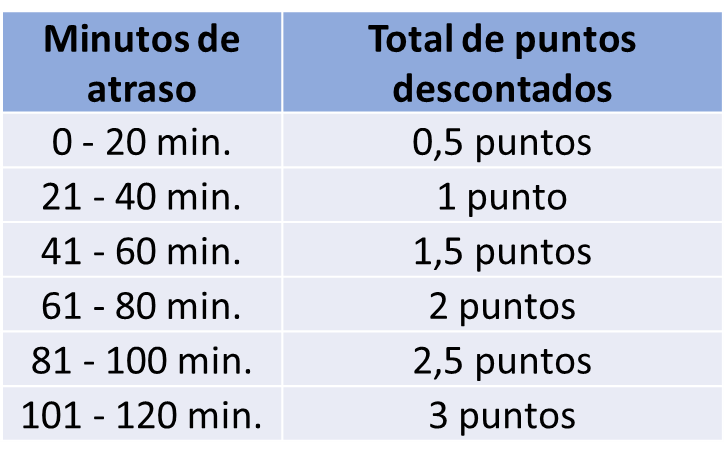 Minutos de atraso	Total de puntos descontados
0 - 20 min.	0,5 puntos
21 - 40 min.	1 punto
41 - 60 min.	1,5 puntos
61 - 80 min.	2 puntos
81 - 100 min.	2,5 puntos
101 - 120 min.	3 puntos